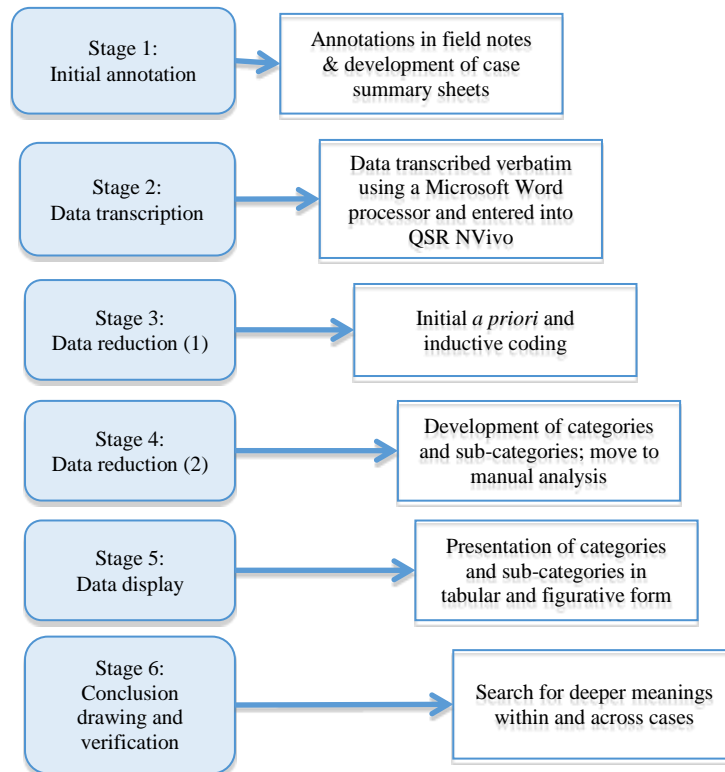 Stage 1:
Initial annotation
Annotations in field notes
& development of case
summary sheets
Stage 2:
Data transcription
Data transcribed verbatim
using a Microsoft Word
processor and entered into
QSR NVivo
Stage 3:
Data reduction (1)
Initial a priori and
inductive coding
Stage 4:
Data reduction (2)
Development of categories
and sub-categories; move to
manual analysis
Stage 5:
Data display
Presentation of categories
and sub-categories in
tabular and figurative form
Stage 6:
Conclusion
drawing and
verification
Search for deeper meanings
within and across cases